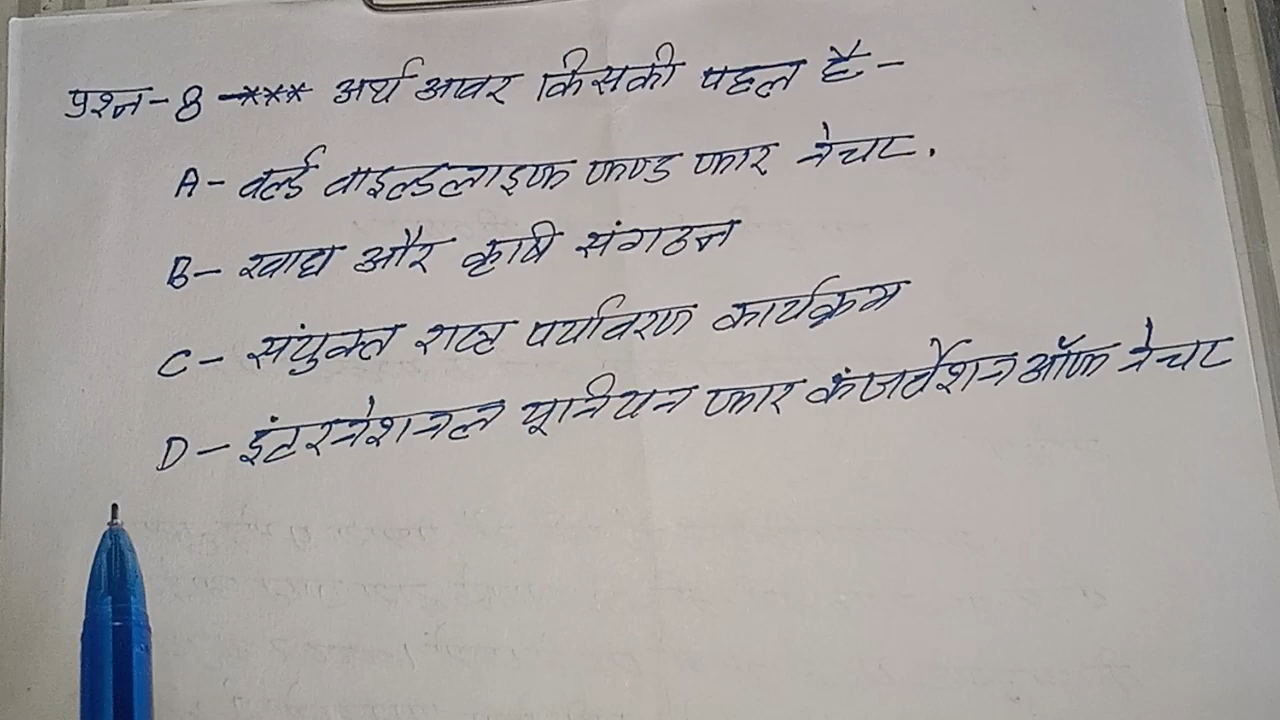 प्रश्न-8 -*** अर्थ आवर किसकी पहल है-
A- वर्ल्ड वाइल्डलाइफ फण्ड फार नेचर.
B- खाद्य और कृषि संगठन
C- संयुक्त राष्ट्र पर्यावरण कार्यक्रम
D- इंटरनेशनल यूनियन फार कंजर्वेशन ऑफ नेचर